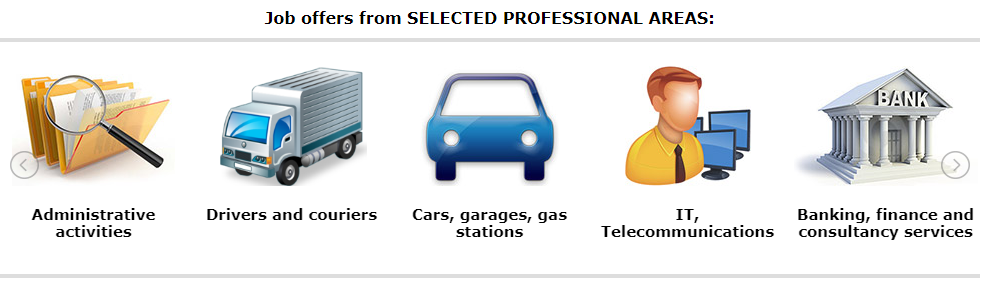 Job offers from SELECTED PROFESSIONAL AREAS:
BANK
Administrative
activities
Drivers and couriers
Cars, garages, gas
stations
IT,
Telecommunications
Banking, finance and
consultancy services